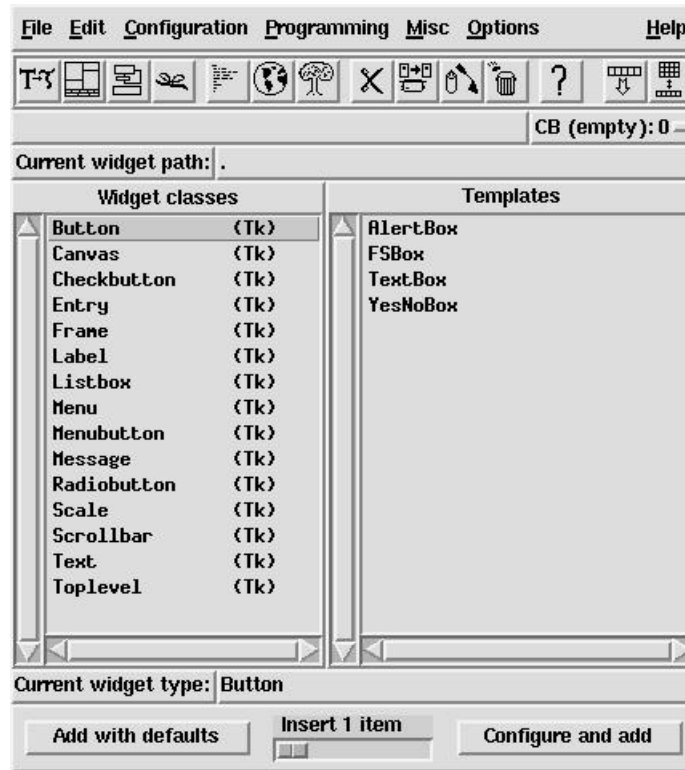 File Edit Configuration Programming Misc Options Help
?
CB (empty): 0
Current widget path: .
Widget classes Templates
Button (Tk) AlertBox
Canvas (Tk) FSBox
Checkbutton (Tk) TextBox
Entry (Tk) YesNoBox
Frame (Tk)
Label (Tk)
Listbox (Tk)
Menu (Tk)
Menubutton (Tk)
Message (Tk)
Radiobutton (Tk)
Scale (Tk)
Scrollbar (Tk)
Text (Tk)
Toplevel (Tk)
Current widget type: Button
Add with defaults Insert 1 item Configure and add